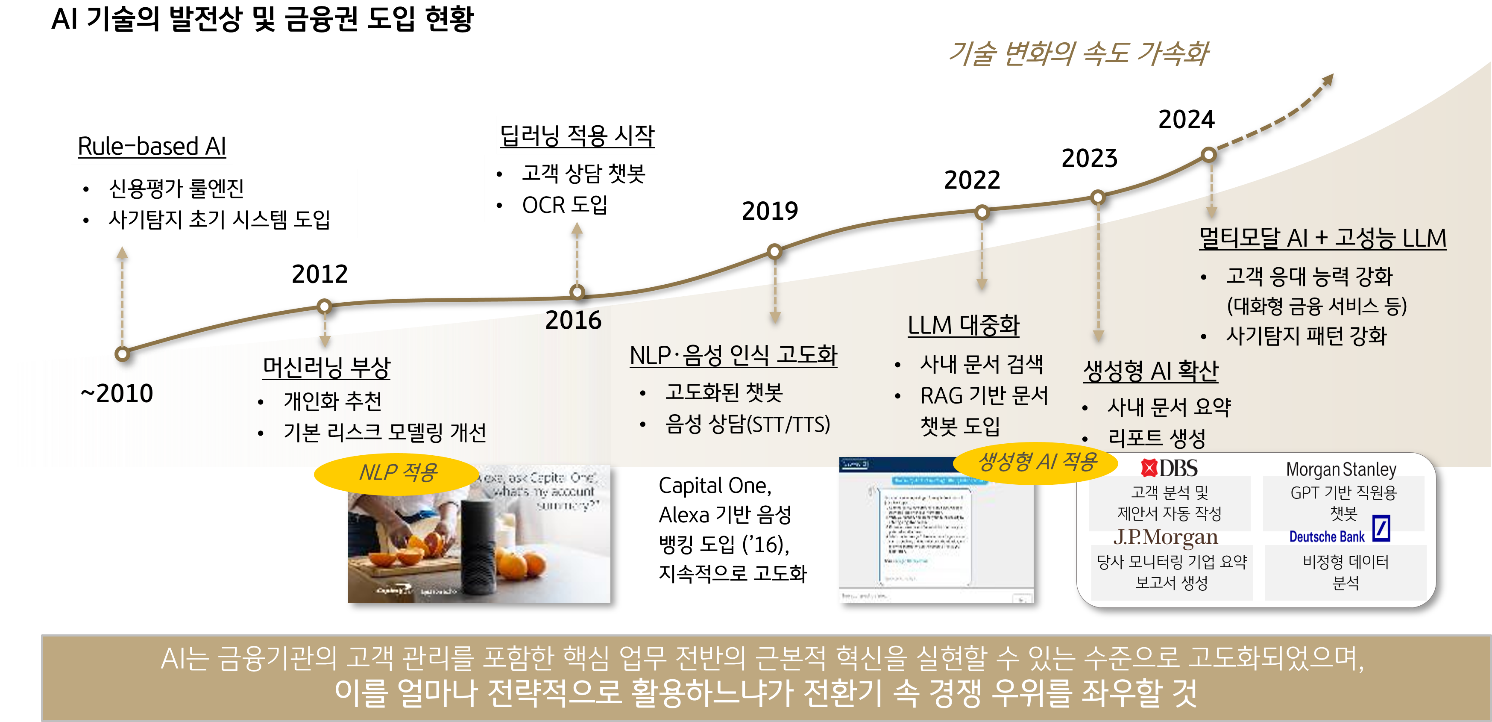 AI 기술의 발전상 및 금융권 도입 현황
기술 변화의 속도 가속화
Rule-based AI
• 신용평가 룰엔진
• 사기탐지 초기 시스템 도입
~2010
2012
머신러닝 부상
• 개인화 추천
• 기본 리스크 모델링 개선
딥러닝 적용 시작
• 고객 상담 챗봇
• OCR 도입
2016
2019
NLP·음성 인식 고도화
• 고도화된 챗봇
• 음성 상담(STT/TTS)
2022
LLM 대중화
• 사내 문서 검색
• RAG 기반 문서
챗봇 도입
2023
생성형 AI 확산
• 사내 문서 요약
• 리포트 생성
2024
멀티모달 AI + 고성능 LLM
• 고객 응대 능력 강화
(대화형 금융 서비스 등)
• 사기탐지 패턴 강화
NLP 적용
ask Capital One,
what's my account
summary?"
Capital One,
Alexa 기반 음성
뱅킹 도입 (’16),
지속적으로 고도화
생성형 AI 적용
DBS
고객 분석 및
제안서 자동 작성
Morgan Stanley
GPT 기반 직원용
챗봇
J.P.Morgan
당사 모니터링 기업 요약
보고서 생성
Deutsche Bank
비정형 데이터
분석
AI는 금융기관의 고객 관리를 포함한 핵심 업무 전반의 근본적 혁신을 실현할 수 있는 수준으로 고도화되었으며,
이를 얼마나 전략적으로 활용하느냐가 전환기 속 경쟁 우위를 좌우할 것